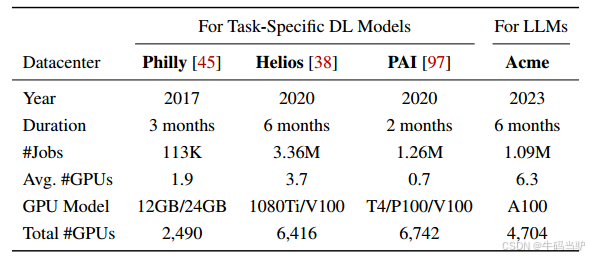 For Task-Specific DL Models For LLMs
Datacenter Philly [45] Helios [38] PAI [97] Acme
Year 2017 2020 2020 2023
Duration 3 months 6 months 2 months 6 months
#Jobs 113K 3.36M 1.26M 1.09M
Avg. #GPUs 1.9 3.7 0.7 6.3
GPU Model 12GB/24GB 1080Ti/V100 T4/P100/V100 A100
Total #GPUs 2,490 6,416 6,742 4,704
CSDN @牛码当驴